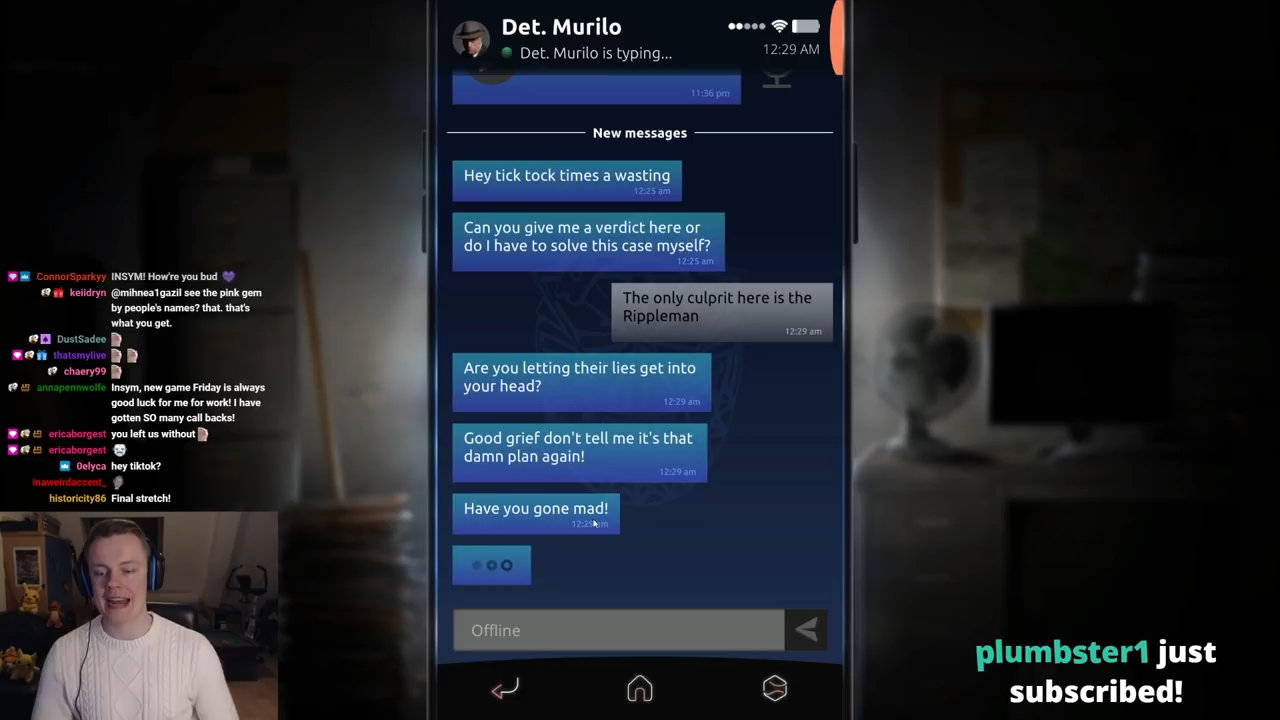 Det. Murilo
Det. Murilo is typing...
12:29 AM
11:36 pm
New messages
Hey tick tock times a wasting
12:25 am
Can you give me a verdict here or
do I have to solve this case myself?
12:25 am
The only culprit here is the
Rippleman
12:29 am
Are you letting their lies get into
your head?
12:29 am
Good grief don't tell me it's that
damn plan again!
12:29 am
Have you gone mad!
Offline
ConnorSparkyy INSYM! How're you bud
keiidryn @mihnea1gazil see the pink gem
by people's names? that. that's
what you get.
DustSadee
thatsmylive
chaery99
annapennwolfe Insym, new game Friday is always
good luck for me for work! I have
gotten SO many call backs!
ericaborgest you left us without
ericaborgest
0elyca hey tiktok?
inaweirdaccent_
historicity86 Final stretch!
plumbster1 just
subscribed!